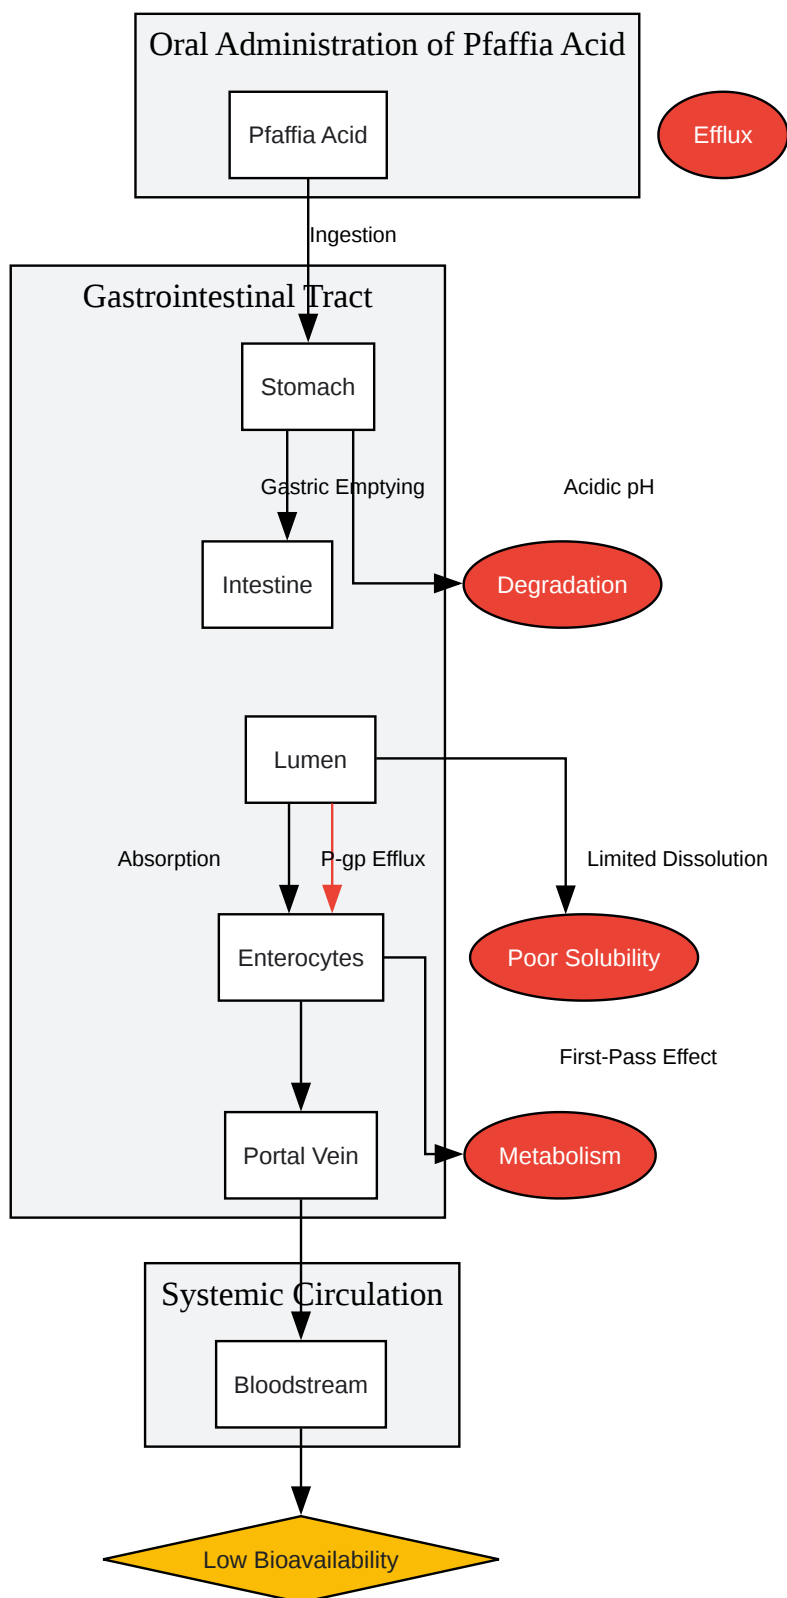 Oral Administration of Pfaffia Acid
Pfaffia Acid
Efflux
Ingestion
Gastrointestinal Tract
Stomach
Gastric Emptying
Acidic pH
Intestine
Degradation
Lumen
Absorption
P-gp Efflux
Limited Dissolution
Enterocytes
Poor Solubility
First-Pass Effect
Portal Vein
Metabolism
Systemic Circulation
Bloodstream
Low Bioavailability